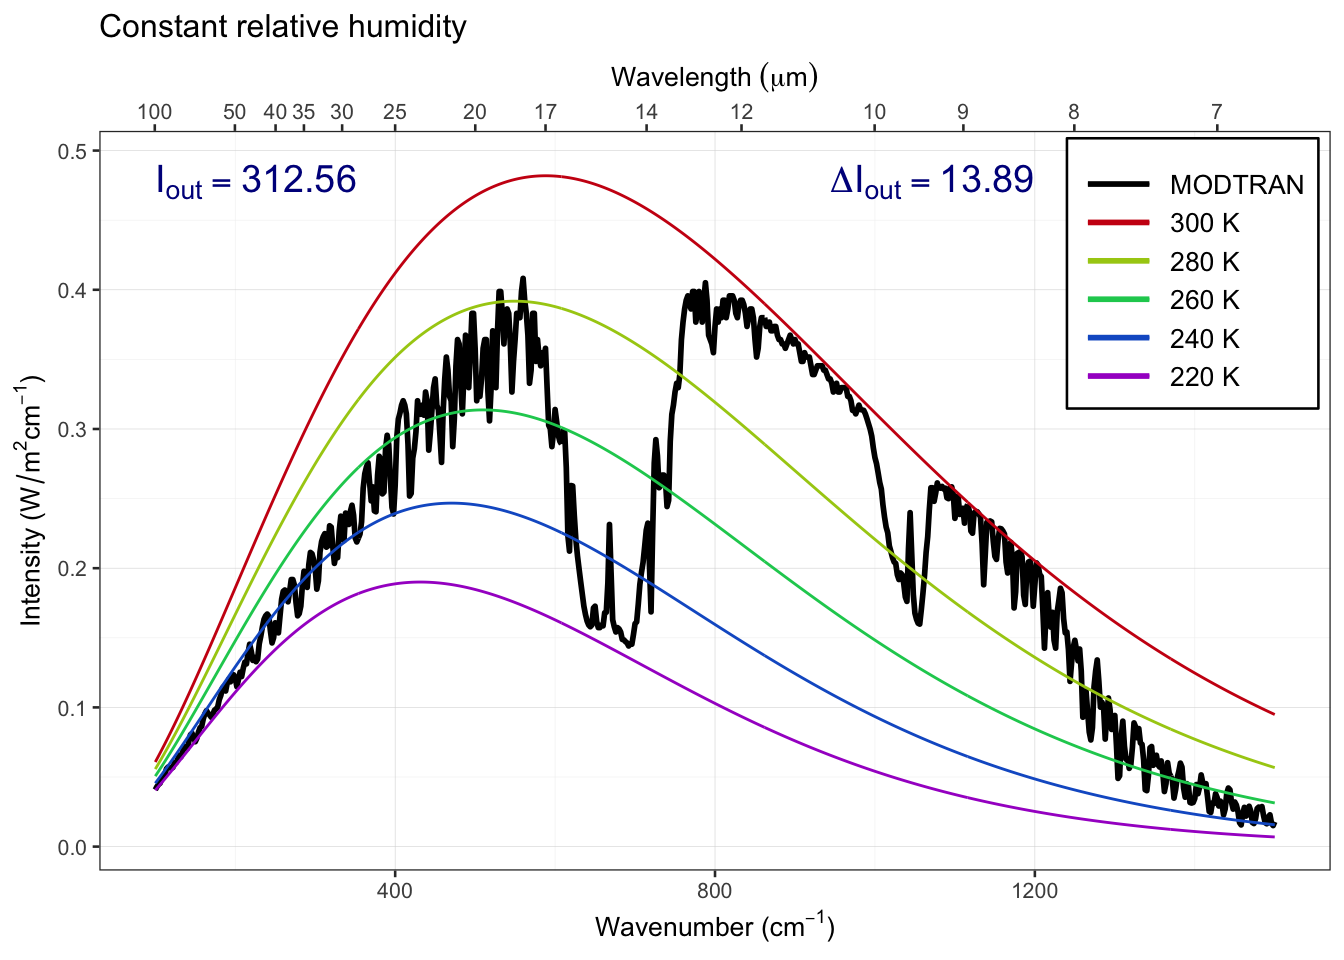 Constant relative humidity
Wavelength (μm)
100 50 40 35 30 25 20 17 14 12 10 9 8 7
I_out = 312.56
ΔI_out = 13.89
MODTRAN
300 K
280 K
260 K
240 K
220 K
0.5
0.4
0.3
0.2
0.1
0.0
Intensity (W/m²cm⁻¹)
400 800 1200
Wavenumber (cm⁻¹)